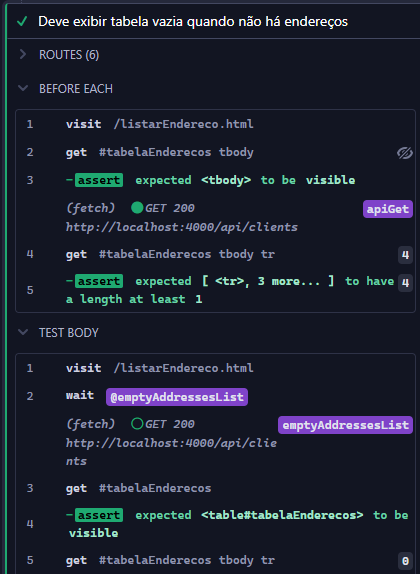 Deve exibir tabela vazia quando não há endereços
ROUTES (6)
BEFORE EACH
1 visit /listarEndereco.html
2 get #tabelaEnderecos tbody
3 -assert expected <tbody> to be visible
(fetch) GET 200 apiGet
http://localhost:4000/api/clients
4 get #tabelaEnderecos tbody tr 4
5 -assert expected [ <tr>, 3 more... ] to have 4
a length at least 1
TEST BODY
1 visit /listarEndereco.html
2 wait @emptyAddressesList
(fetch) GET 200 emptyAddressesList
http://localhost:4000/api/clie
nts
3 get #tabelaEnderecos
4 -assert expected <table#tabelaEnderecos> to be
visible
5 get #tabelaEnderecos tbody tr 0